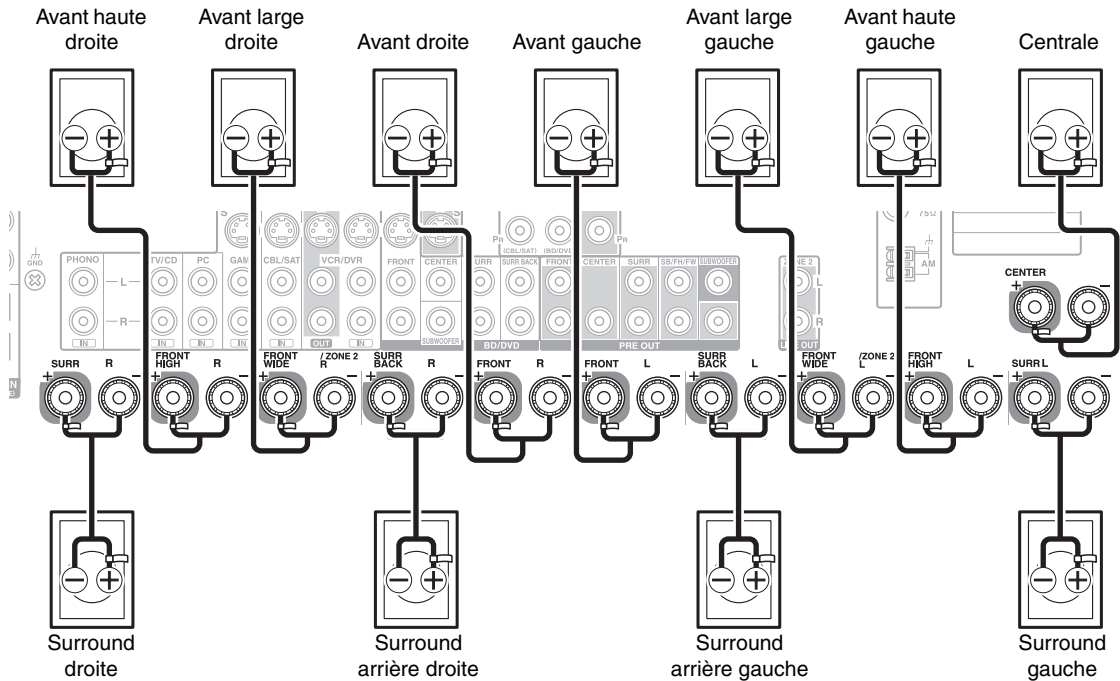 Avant haute droite
Avant large droite
Avant droite
Avant gauche
Avant large gauche
Avant haute gauche
Centrale
S S
PR (CBL/SAT) (BD/DVD) PR
75Ω
AM
GND
PHONO TV/CD PC GAM CBL/SAT VCR/DVR FRONT CENTER URR SURR BACK FRONT CENTER SURR SB/FH/FW SUBWOOFER
L
R
IN IN IN IN IN OUT IN SUBWOOFER
BD/DVD PRE OUT
ZONE 2
L
R
CENTER
+ −
SURR R
FRONT HIGH R
FRONT WIDE /ZONE 2 R
SURR BACK R
FRONT R
FRONT L
SURR BACK L
FRONT WIDE /ZONE 2 L
FRONT HIGH L
SURR L
Surround droite
Surround arrière droite
Surround arrière gauche
Surround gauche